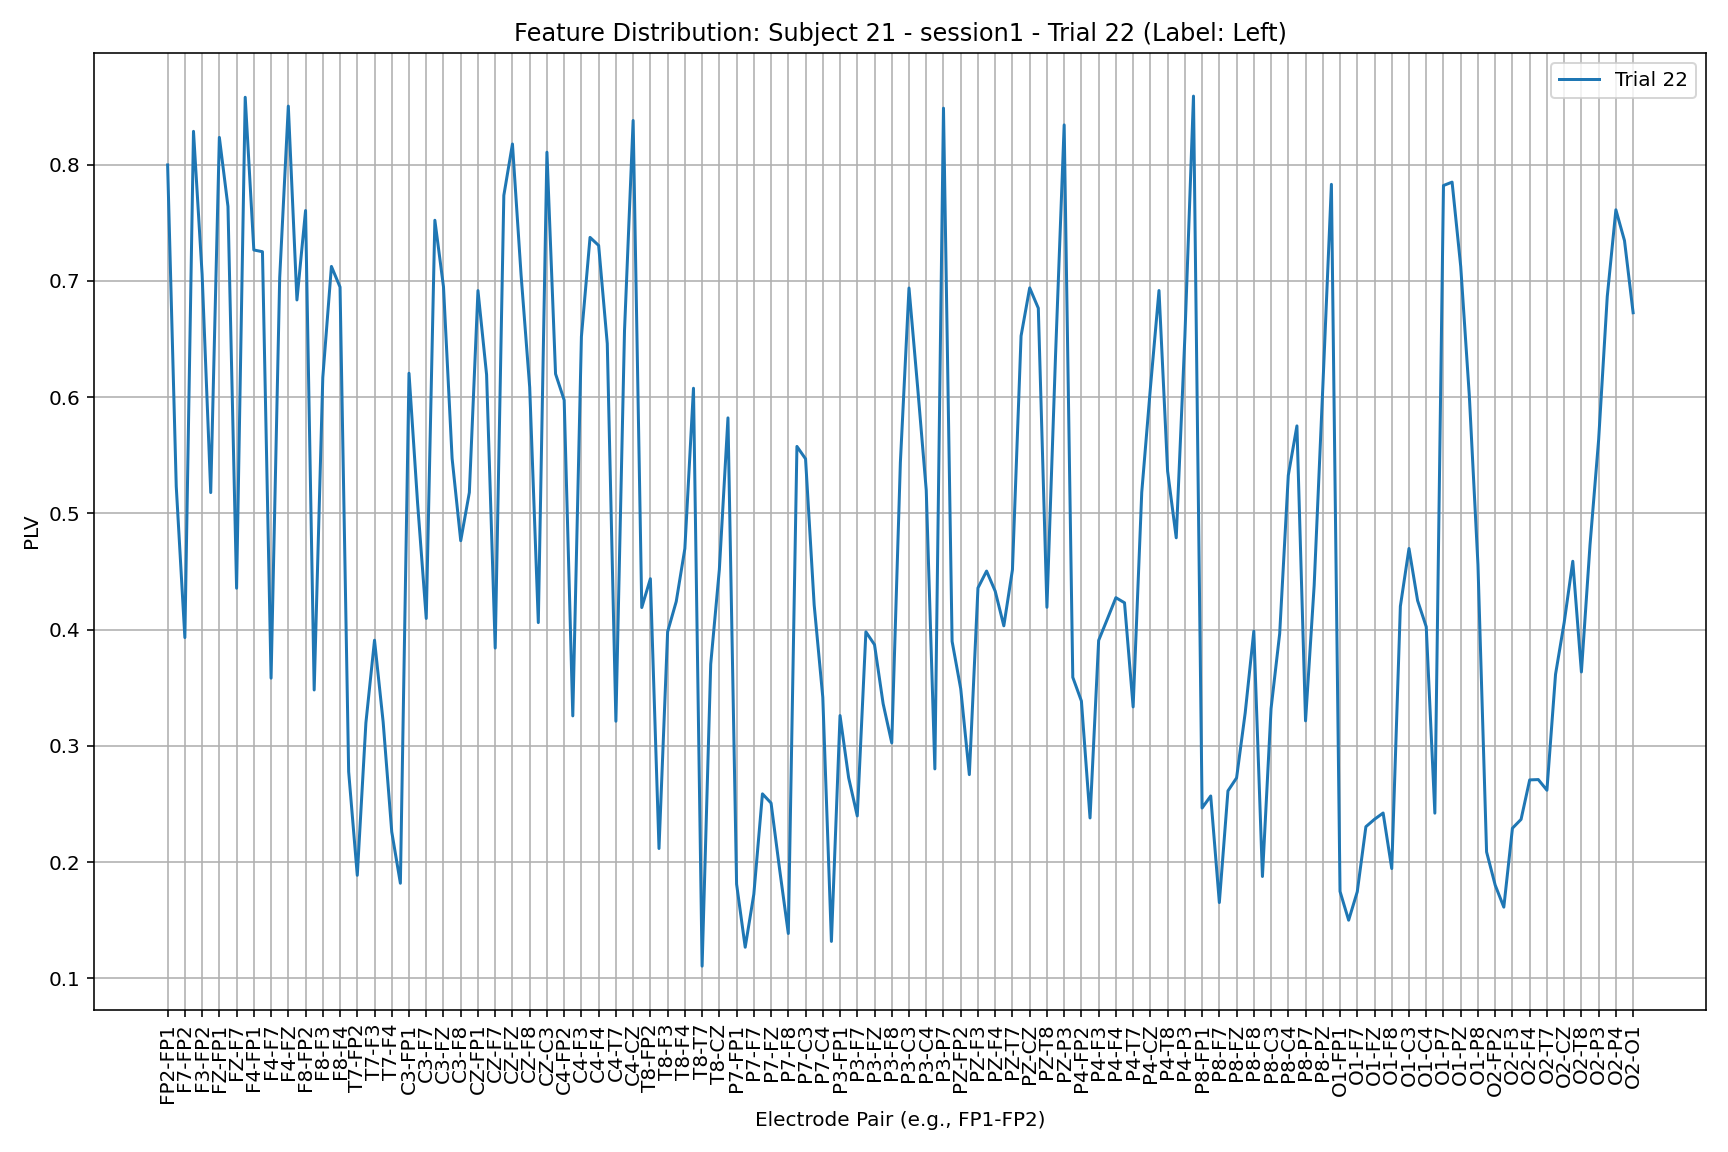 Feature Distribution: Subject 21 - session1 - Trial 22 (Label: Left)
Trial 22
PLV
0.8
0.7
0.6
0.5
0.4
0.3
0.2
0.1
FP2-FP1
F7-FP2
F3-FP2
FZ-FP1
FZ-F7
F4-FP1
F4-F7
F4-FZ
F8-FP2
F8-F3
F8-F4
T7-FP2
T7-F3
T7-F4
C3-FP1
C3-F7
C3-FZ
C3-F8
CZ-FP1
CZ-F7
CZ-FZ
CZ-F8
CZ-C3
C4-FP2
C4-F3
C4-F4
C4-T7
C4-CZ
T8-FP2
T8-F3
T8-F4
T8-T7
T8-CZ
P7-FP1
P7-F7
P7-FZ
P7-F8
P7-C3
P7-C4
P3-FP1
P3-F7
P3-FZ
P3-F8
P3-C3
P3-C4
P3-P7
PZ-FP2
PZ-F3
PZ-F4
PZ-T7
PZ-CZ
PZ-T8
PZ-P3
P4-FP2
P4-F3
P4-F4
P4-T7
P4-CZ
P4-T8
P4-P3
P8-FP1
P8-F7
P8-FZ
P8-F8
P8-C3
P8-C4
P8-P7
P8-PZ
O1-FP1
O1-F7
O1-FZ
O1-F8
O1-C3
O1-C4
O1-P7
O1-PZ
O1-P8
O2-FP2
O2-F3
O2-F4
O2-T7
O2-CZ
O2-T8
O2-P3
O2-P4
O2-O1
Electrode Pair (e.g., FP1-FP2)